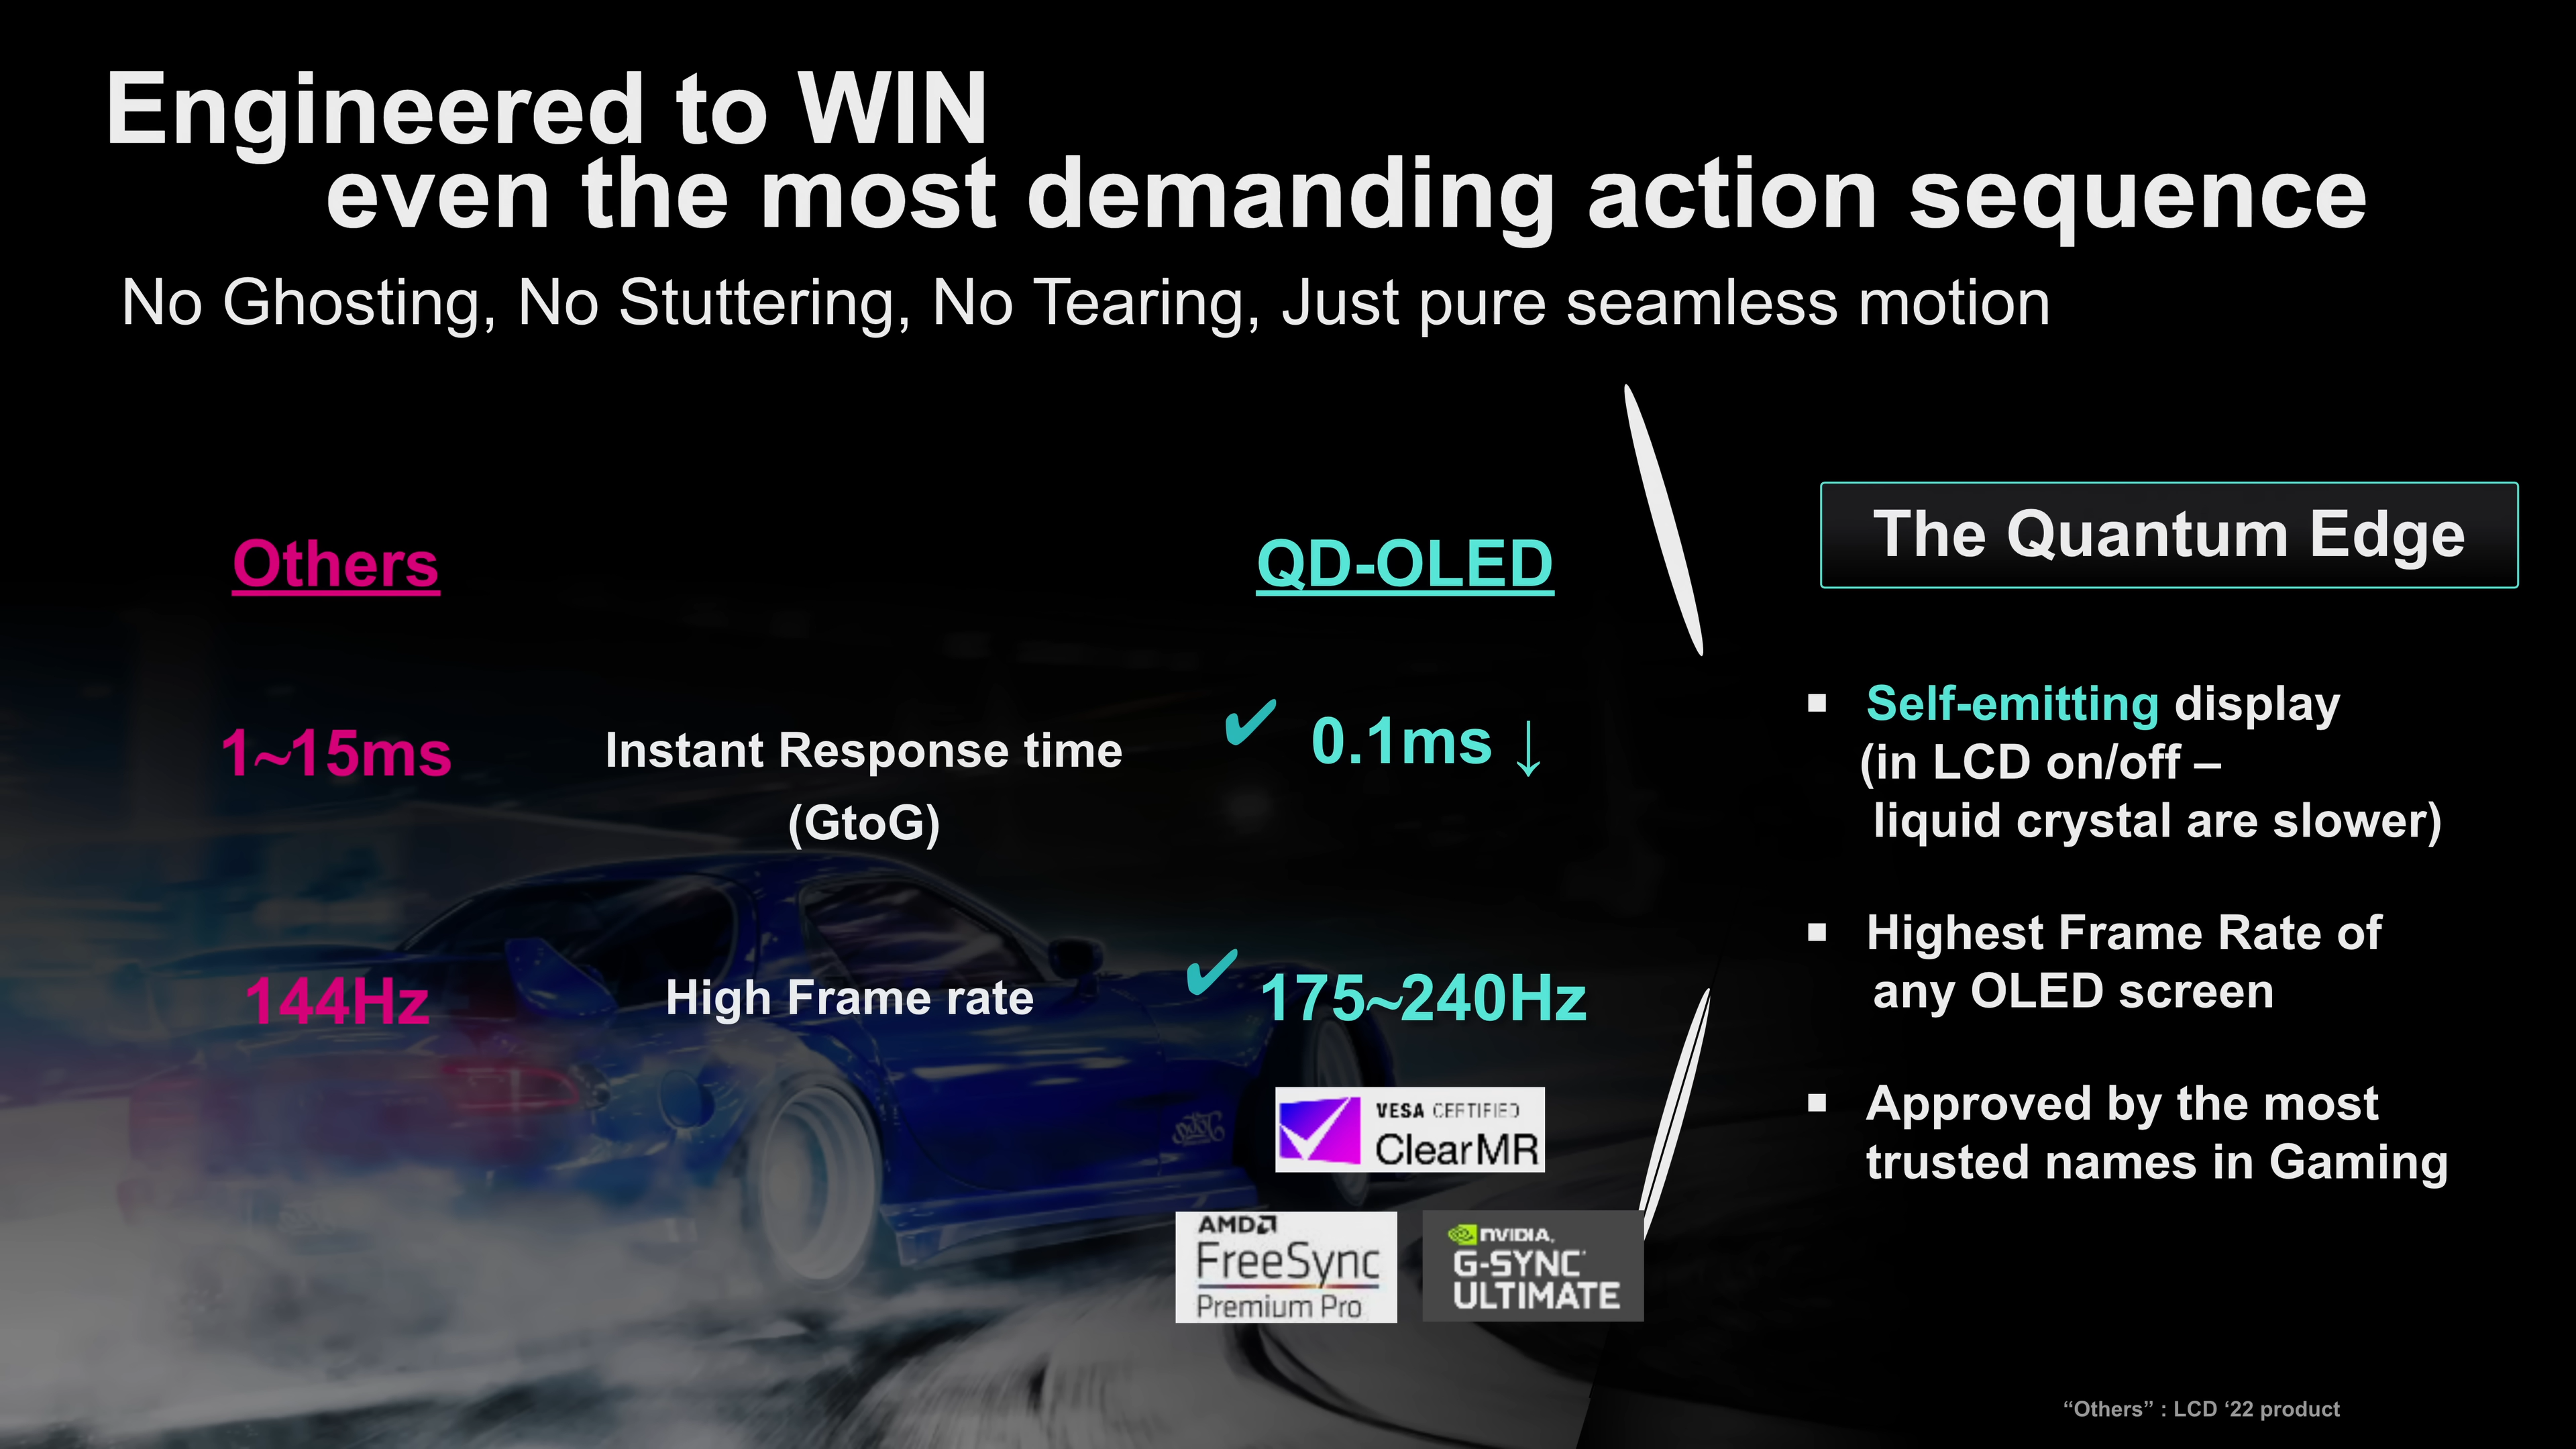 Engineered to WIN
even the most demanding action sequence
No Ghosting, No Stuttering, No Tearing, Just pure seamless motion
Others
QD-OLED
1~15ms
Instant Response time
(GtoG)
✔ 0.1ms ↓
144Hz
High Frame rate
✔ 175~240Hz
VESA CERTIFIED
ClearMR
AMD
FreeSync
Premium Pro
NVIDIA.
G-SYNC
ULTIMATE
The Quantum Edge
▪ Self-emitting display
(in LCD on/off –
liquid crystal are slower)
▪ Highest Frame Rate of
any OLED screen
▪ Approved by the most
trusted names in Gaming
“Others” : LCD ‘22 product